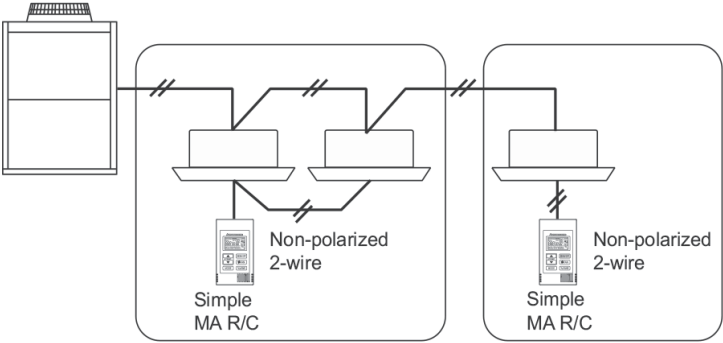 Non-polarized
2-wire
Simple
MA R/C
Non-polarized
2-wire
Simple
MA R/C